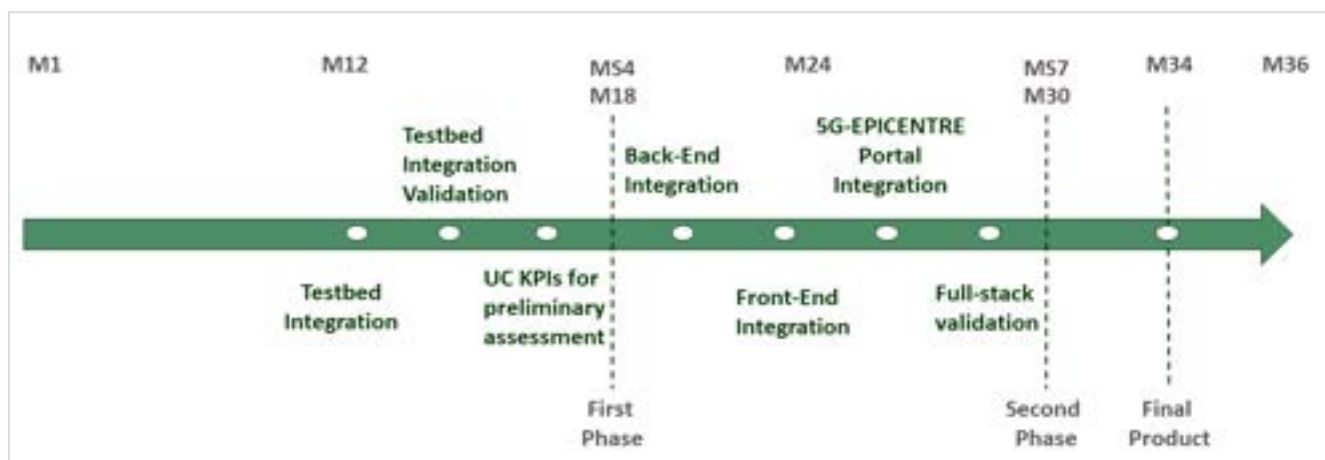 M1
M12
MS4
M18
M24
MS7
M30
M34
M36
Testbed
Integration
Validation
Back-End
Integration
5G-EPICENTRE
Portal
Integration
Testbed
Integration
UC KPIs for
preliminary
assessment
Front-End
Integration
Full-stack
validation
First
Phase
Second
Phase
Final
Product